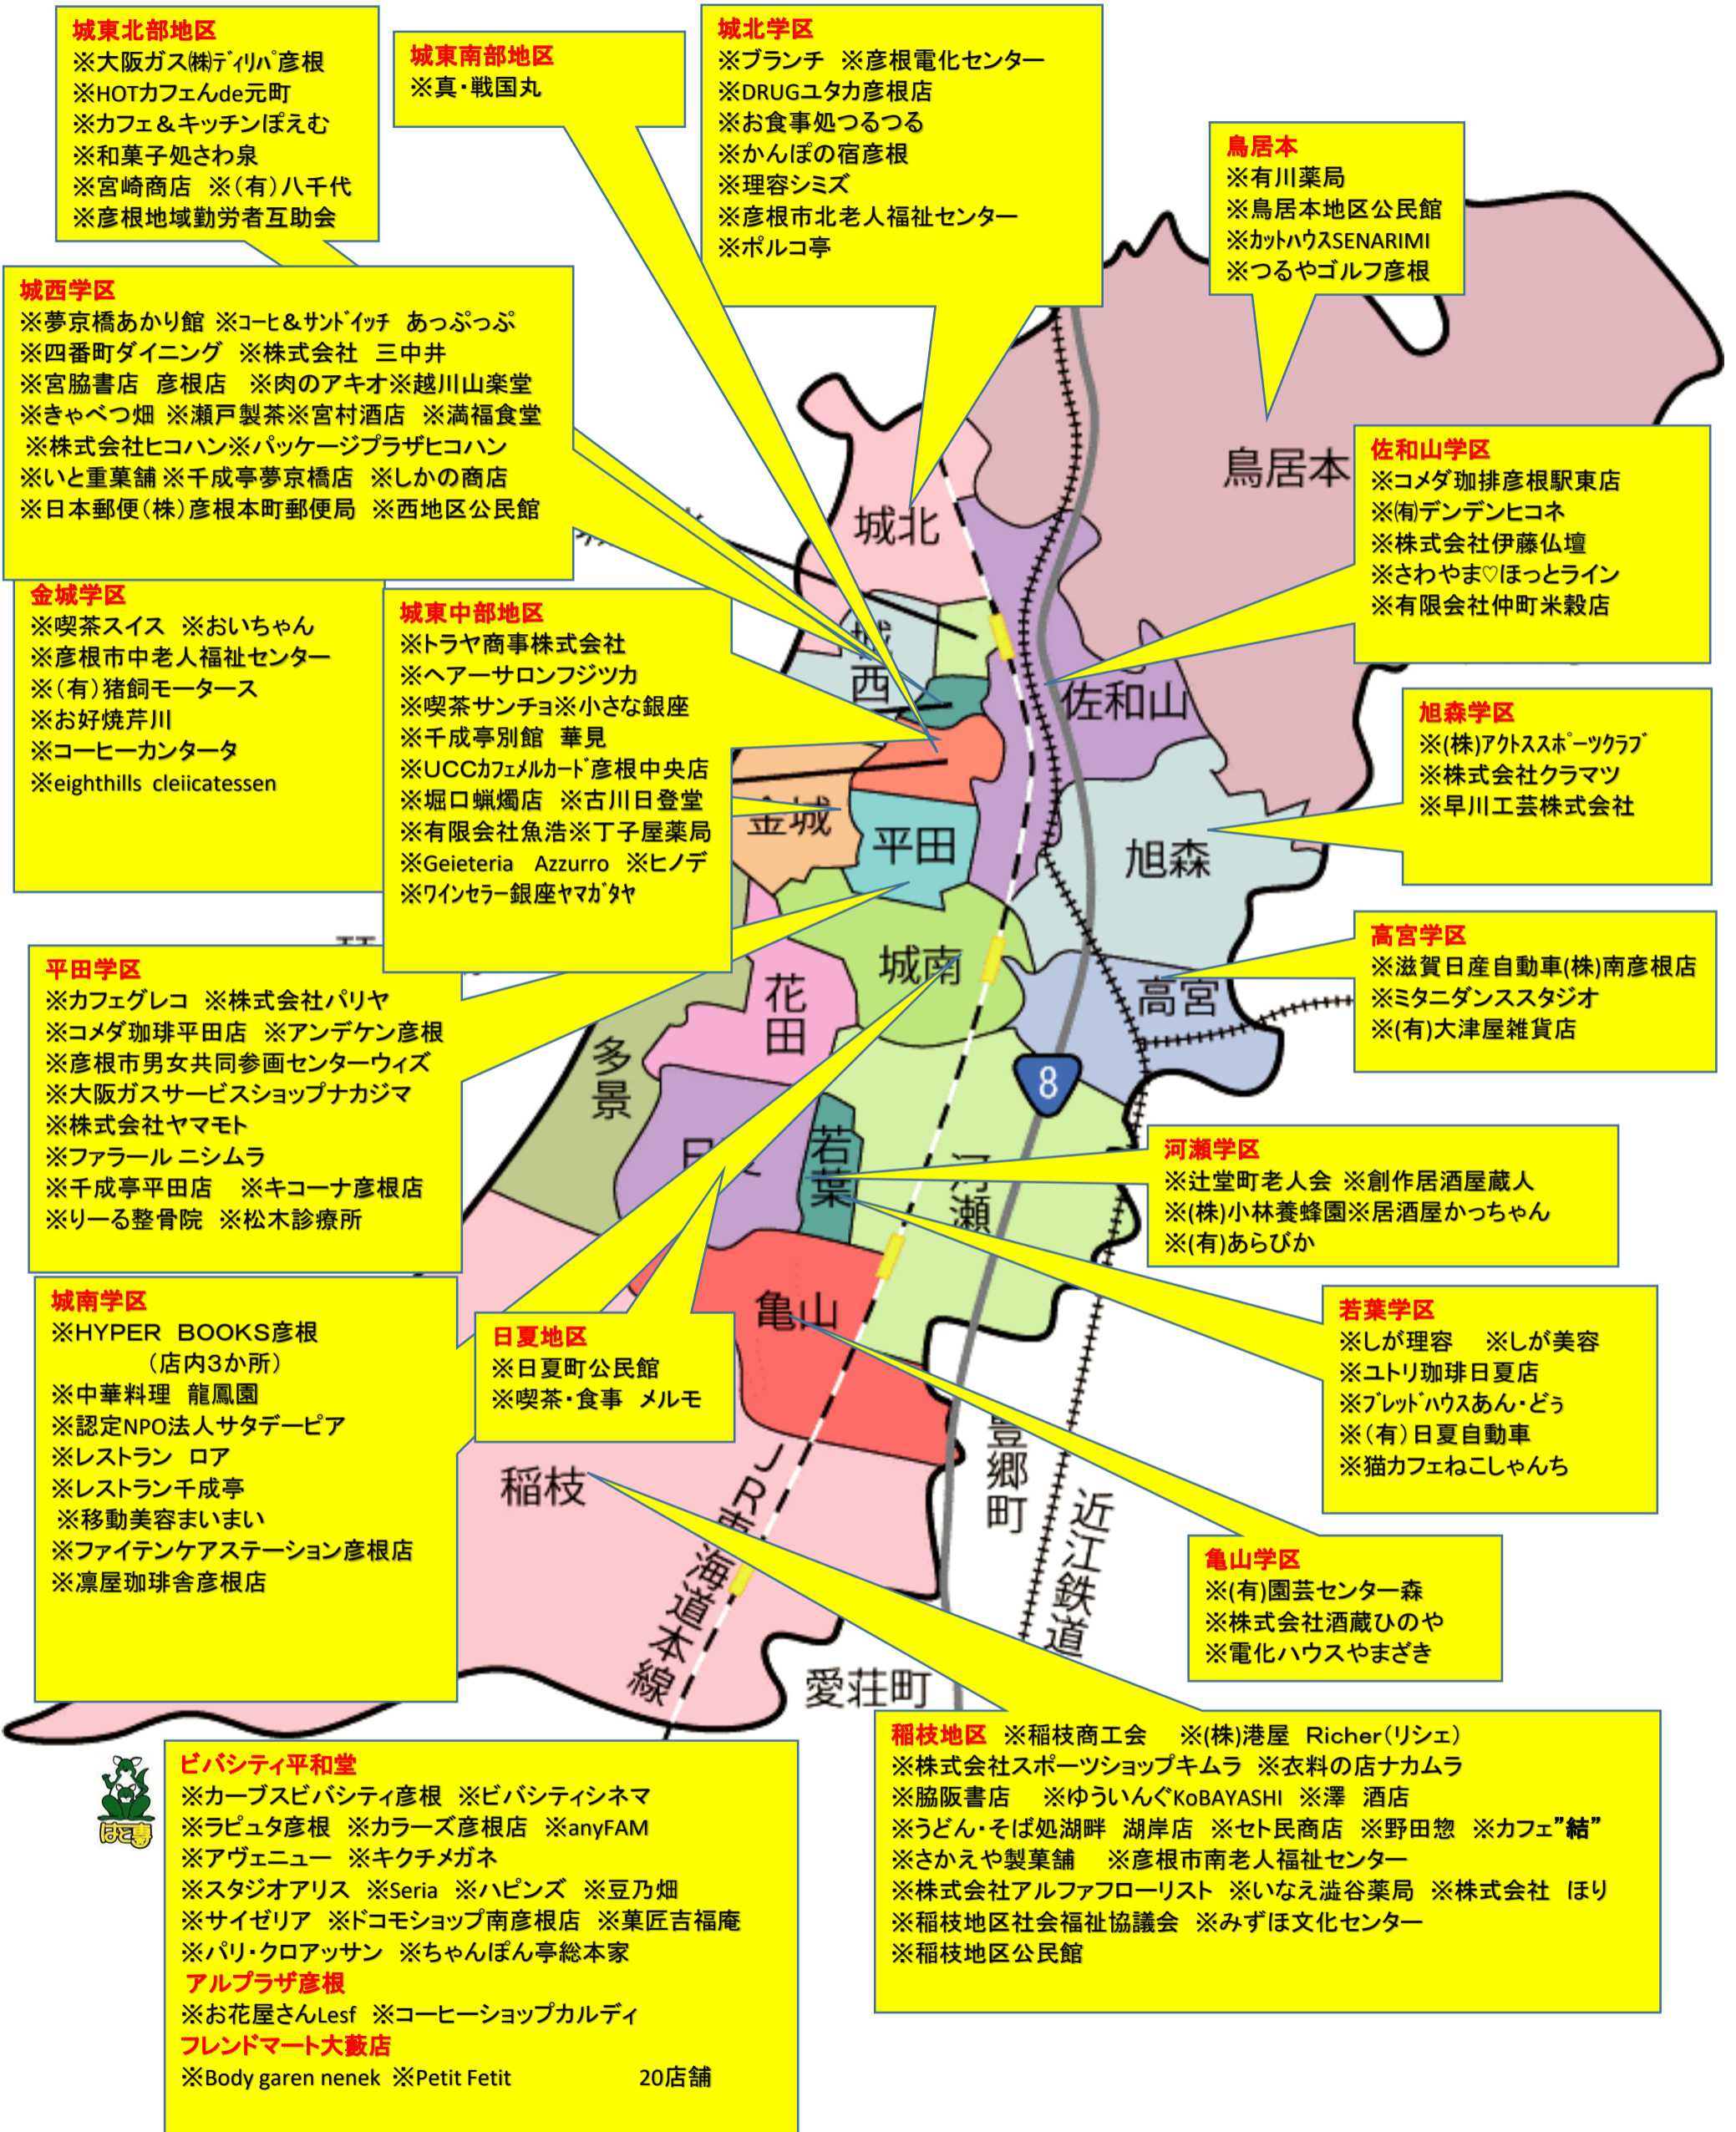 城東北部地区
※大阪ガス㈱ディリパ彦根
※HOTカフェんde元町
※カフェ＆キッチンぽえむ
※和菓子処さわ泉
※宮崎商店　※（有）八千代
※彦根地域勤労者互助会
城東南部地区
※真・戦国丸
城北学区
※ブランチ　※彦根電化センター
※DRUGユタカ彦根店
※お食事処つるつる
※かんぽの宿彦根
※理容シミズ
※彦根市北老人福祉センター
※ポルコ亭
鳥居本
※有川薬局
※鳥居本地区公民館
※カットハウスSENARIMI
※つるやゴルフ彦根
城西学区
※夢京橋あかり館 ※コーヒ＆サンドイッチ　あっぷっぷ
※四番町ダイニング　※株式会社　三中井
※宮脇書店　彦根店　※肉のアキオ※越川山楽堂
※きゃべつ畑 ※瀬戸製茶※宮村酒店　※満福食堂
※株式会社ヒコハン※パッケージプラザヒコハン
※いと重菓舗 ※千成亭夢京橋店　※しかの商店
※日本郵便（株）彦根本町郵便局　※西地区公民館
佐和山学区
※コメダ珈排彦根駅東店
※㈲デンデンヒコネ
※株式会社伊藤仏壇
※さわやま♡ほっとライン
※有限会社仲町米穀店
金城学区
※喫茶スイス　※おいちゃん
※彦根市中老人福祉センター
※（有）猪飼モータース
※お好焼芹川
※コーヒーカンタータ
※eighthills cleiicatessen
城東中部地区
※トラヤ商事株式会社
※ヘアーサロンフジツカ
※喫茶サンチョ※小さな銀座
※千成亭別館　華見
※UCCカフェメルカード彦根中央店
※堀口蝋燭店　※古川日登堂
※有限会社魚浩※丁子屋薬局
※Geieteria　Azzurro　※ヒノデ
※ワインセラー銀座ヤマガタヤ
旭森学区
※(株)アクトススポーツクラブ
※株式会社クラマツ
※早川工芸株式会社
高宮学区
※滋賀日産自動車(株)南彦根店
※ミタニダンススタジオ
※(有)大津屋雑貨店
平田学区
※カフェグレコ　※株式会社パリヤ
※コメダ珈琲平田店　※アンデケン彦根
※彦根市男女共同参画センターウィズ
※大阪ガスサービスショップナカジマ
※株式会社ヤマモト
※ファラール ニシムラ
※千成亭平田店　※キコーナ彦根店
※りーる整骨院　※松木診療所
河瀬学区
※辻堂町老人会 ※創作居酒屋蔵人
※(株)小林養蜂園※居酒屋かっちゃん
※(有)あらびか
城南学区
※HYPER　BOOKS彦根
（店内３か所）
※中華料理　龍鳳園
※認定NPO法人サタデーピア
※レストラン　ロア
※レストラン千成亭
※移動美容まいまい
※ファイテンケアステーション彦根店
※凛屋珈琲舎彦根店
日夏地区
※日夏町公民館
※喫茶・食事　メルモ
若葉学区
※しが理容　※しが美容
※ユトリ珈琲日夏店
※ブレッドハウスあん・どぅ
※（有）日夏自動車
※猫カフェねこしゃんち
亀山学区
※(有)園芸センター森
※株式会社酒蔵ひのや
※電化ハウスやまざき
稲枝地区　※稲枝商工会　※(株)港屋　Richer（リシェ）
※株式会社スポーツショップキムラ　※衣料の店ナカムラ
※脇阪書店　※ゆういんぐKoBAYASHI　※澤　酒店
※うどん・そば処湖畔　湖岸店　※セト民商店　※野田惣　※カフェ”結”
※さかえや製菓舗　※彦根市南老人福祉センター
※株式会社アルファフローリスト　※いなえ澁谷薬局　※株式会社　ほり
※稲枝地区社会福祉協議会　※みずほ文化センター
※稲枝地区公民館
ビバシティ平和堂
※カーブスビバシティ彦根　※ビバシティシネマ
※ラピュタ彦根　※カラーズ彦根店　※anyFAM
※アヴェニュー　※キクチメガネ
※スタジオアリス　※Seria　※ハピンズ　※豆乃畑
※サイゼリア　※ドコモショップ南彦根店　※菓匠吉福庵
※パリ・クロアッサン　※ちゃんぽん亭総本家
アルプラザ彦根
※お花屋さんLesf　※コーヒーショップカルディ
フレンドマート大藪店
※Body garen nenek ※Petit Fetit　20店舗
鳥居本
城北
城西
佐和山
金城
平田
旭森
城南
花田
高宮
多景
8
若葉
河瀬
亀山
稲枝
豊郷町
近江鉄道
JR東海道本線
愛荘町